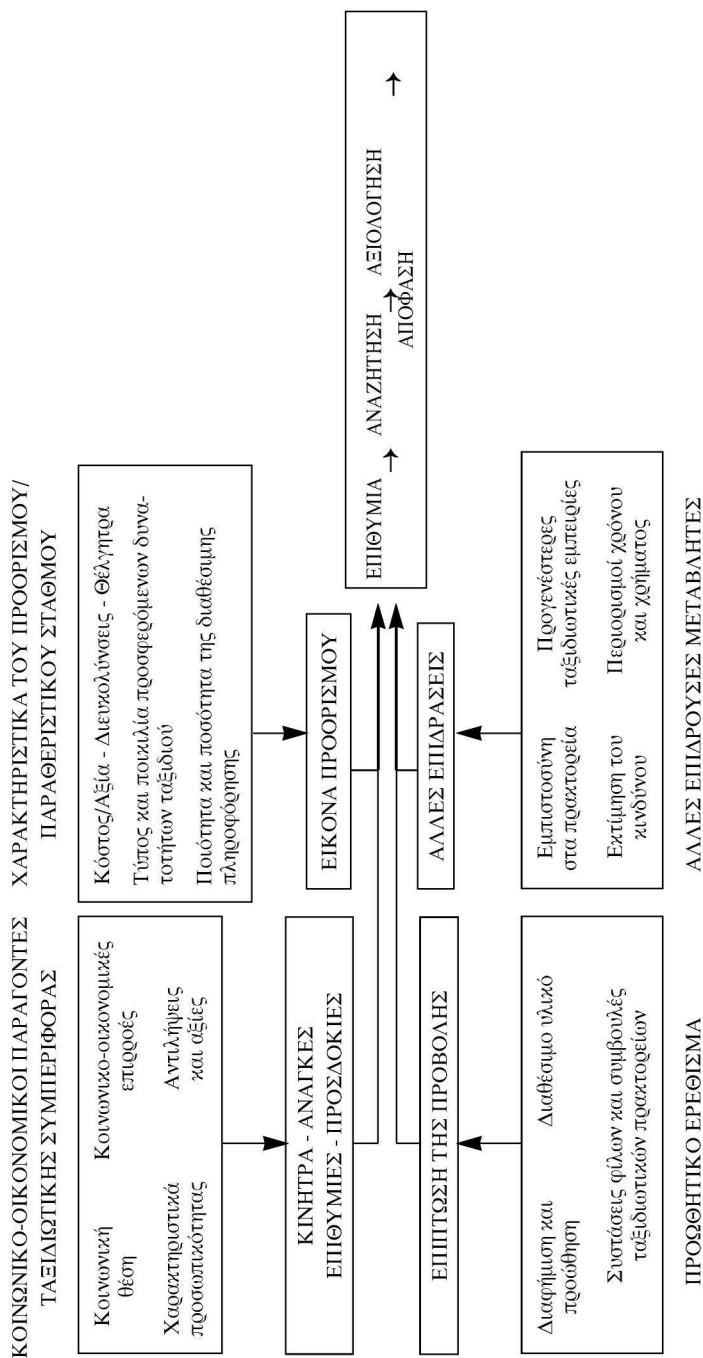 ΚΟΙΝΩΝΙΚΟ-ΟΙΚΟΝΟΜΙΚΟΙ ΠΑΡΑΓΟΝΤΕΣ
ΤΑΞΙΔΙΩΤΙΚΗΣ ΣΥΜΠΕΡΙΦΟΡΑΣ
Κοινωνική
θέση
Κοινωνικο-οικονομικές
επιρροές
Χαρακτηριστικά
προσωπικότητας
Αντιλήψεις
και αξίες
ΧΑΡΑΚΤΗΡΙΣΤΙΚΑ ΤΟΥ ΠΡΟΟΡΙΣΜΟΥ/
ΠΑΡΑΘΕΡΙΣΤΙΚΟΥ ΣΤΑΘΜΟΥ
Κόστος/Αξία - Διευκολύνσεις - Θέλγητρα
Τύπος και ποικιλία προσφερόμενων δυνα-
τοτήτων ταξιδιού
Ποιότητα και ποσότητα της διαθέσιμης
πληροφόρησης
ΚΙΝΗΤΡΑ - ΑΝΑΓΚΕΣ
ΕΠΙΘΥΜΙΕΣ - ΠΡΟΣΔΟΚΙΕΣ
ΕΙΚΟΝΑ ΠΡΟΟΡΙΣΜΟΥ
ΕΠΙΘΥΜΙΑ → ΑΝΑΖΗΤΗΣΗ → ΑΞΙΟΛΟΓΗΣΗ →
ΑΠΟΦΑΣΗ
ΕΠΙΠΤΩΣΗ ΤΗΣ ΠΡΟΒΟΛΗΣ
ΑΛΛΕΣ ΕΠΙΔΡΑΣΕΙΣ
Διαφήμιση και
προώθηση
Διαθέσιμο υλικό
Συστάσεις φίλων και συμβουλές
ταξιδιωτικών πρακτορείων
ΠΡΟΩΘΗΤΙΚΟ ΕΡΕΘΙΣΜΑ
Εμπιστοσύνη
στα πρακτορεία
Προγενέστερες
ταξιδιωτικές εμπειρίες
Εκτίμηση του
κινδύνου
Περιορισμοί χρόνου
και χρήματος
ΑΛΛΕΣ ΕΠΙΔΡΟΥΣΕΣ ΜΕΤΑΒΛΗΤΕΣ